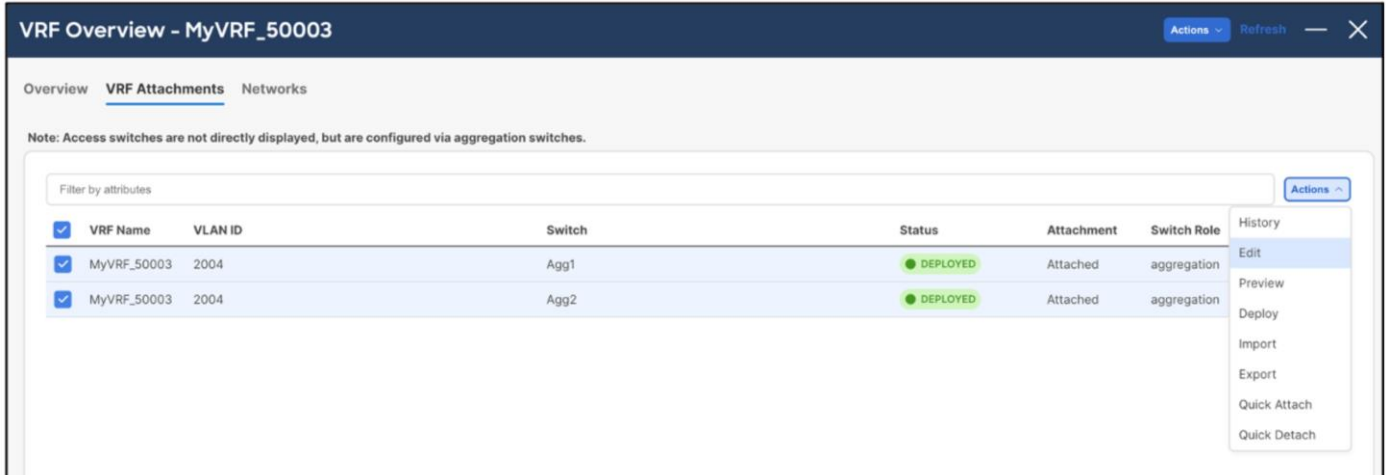 VRF Overview - MyVRF_50003 Actions Refresh
Overview VRF Attachments Networks
Note: Access switches are not directly displayed, but are configured via aggregation switches.
Filter by attributes Actions
VRF Name VLAN ID Switch Status Attachment Switch Role
MyVRF_50003 2004 Agg1 DEPLOYED Attached aggregation
MyVRF_50003 2004 Agg2 DEPLOYED Attached aggregation
History
Edit
Preview
Deploy
Import
Export
Quick Attach
Quick Detach